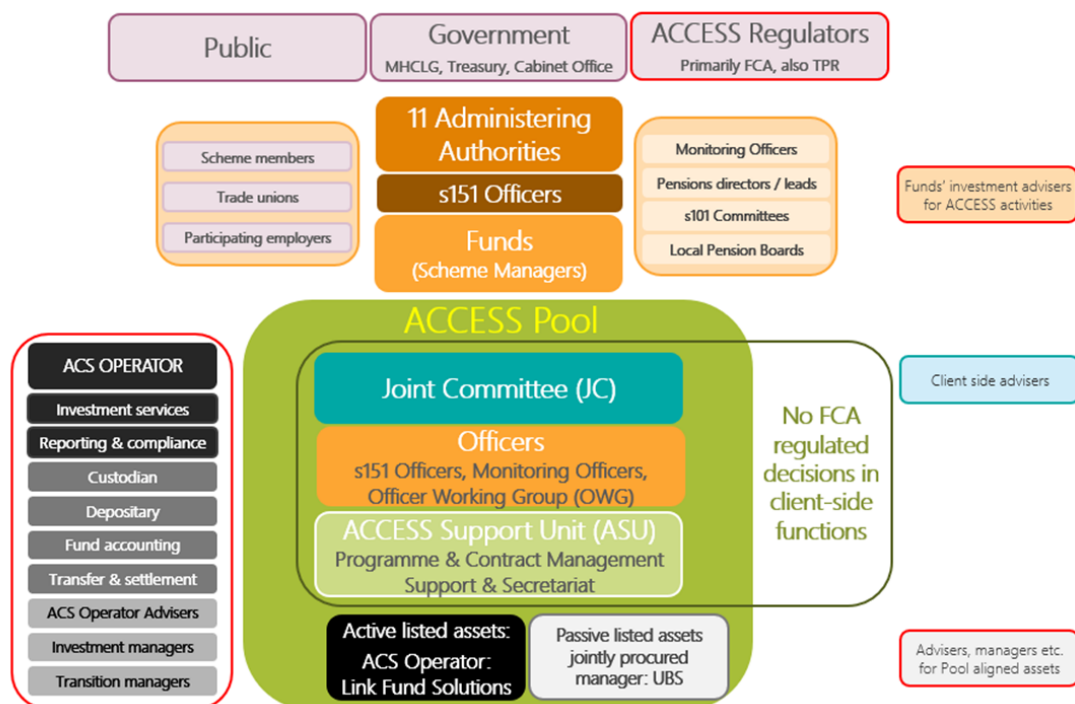 Public
Government
MHCLG, Treasury, Cabinet Office
ACCESS Regulators
Primarily FCA, also TPR
Scheme members
Trade unions
Participating employers
11 Administering
Authorities
s151 Officers
Funds
(Scheme Managers)
Monitoring Officers
Pensions directors / leads
s101 Committees
Local Pension Boards
Funds' investment advisers
for ACCESS activities
ACS OPERATOR
Investment services
Reporting & compliance
Custodian
Depositary
Fund accounting
Transfer & settlement
ACS Operator Advisers
Investment managers
Transition managers
ACCESS Pool
Joint Committee (JC)
Officers
s151 Officers, Monitoring Officers,
Officer Working Group (OWG)
ACCESS Support Unit (ASU)
Programme & Contract Management
Support & Secretariat
No FCA
regulated
decisions in
client-side
functions
Active listed assets:
ACS Operator:
Link Fund Solutions
Passive listed assets
jointly procured
manager: UBS
Client side advisers
Advisers, managers etc.
for Pool aligned assets